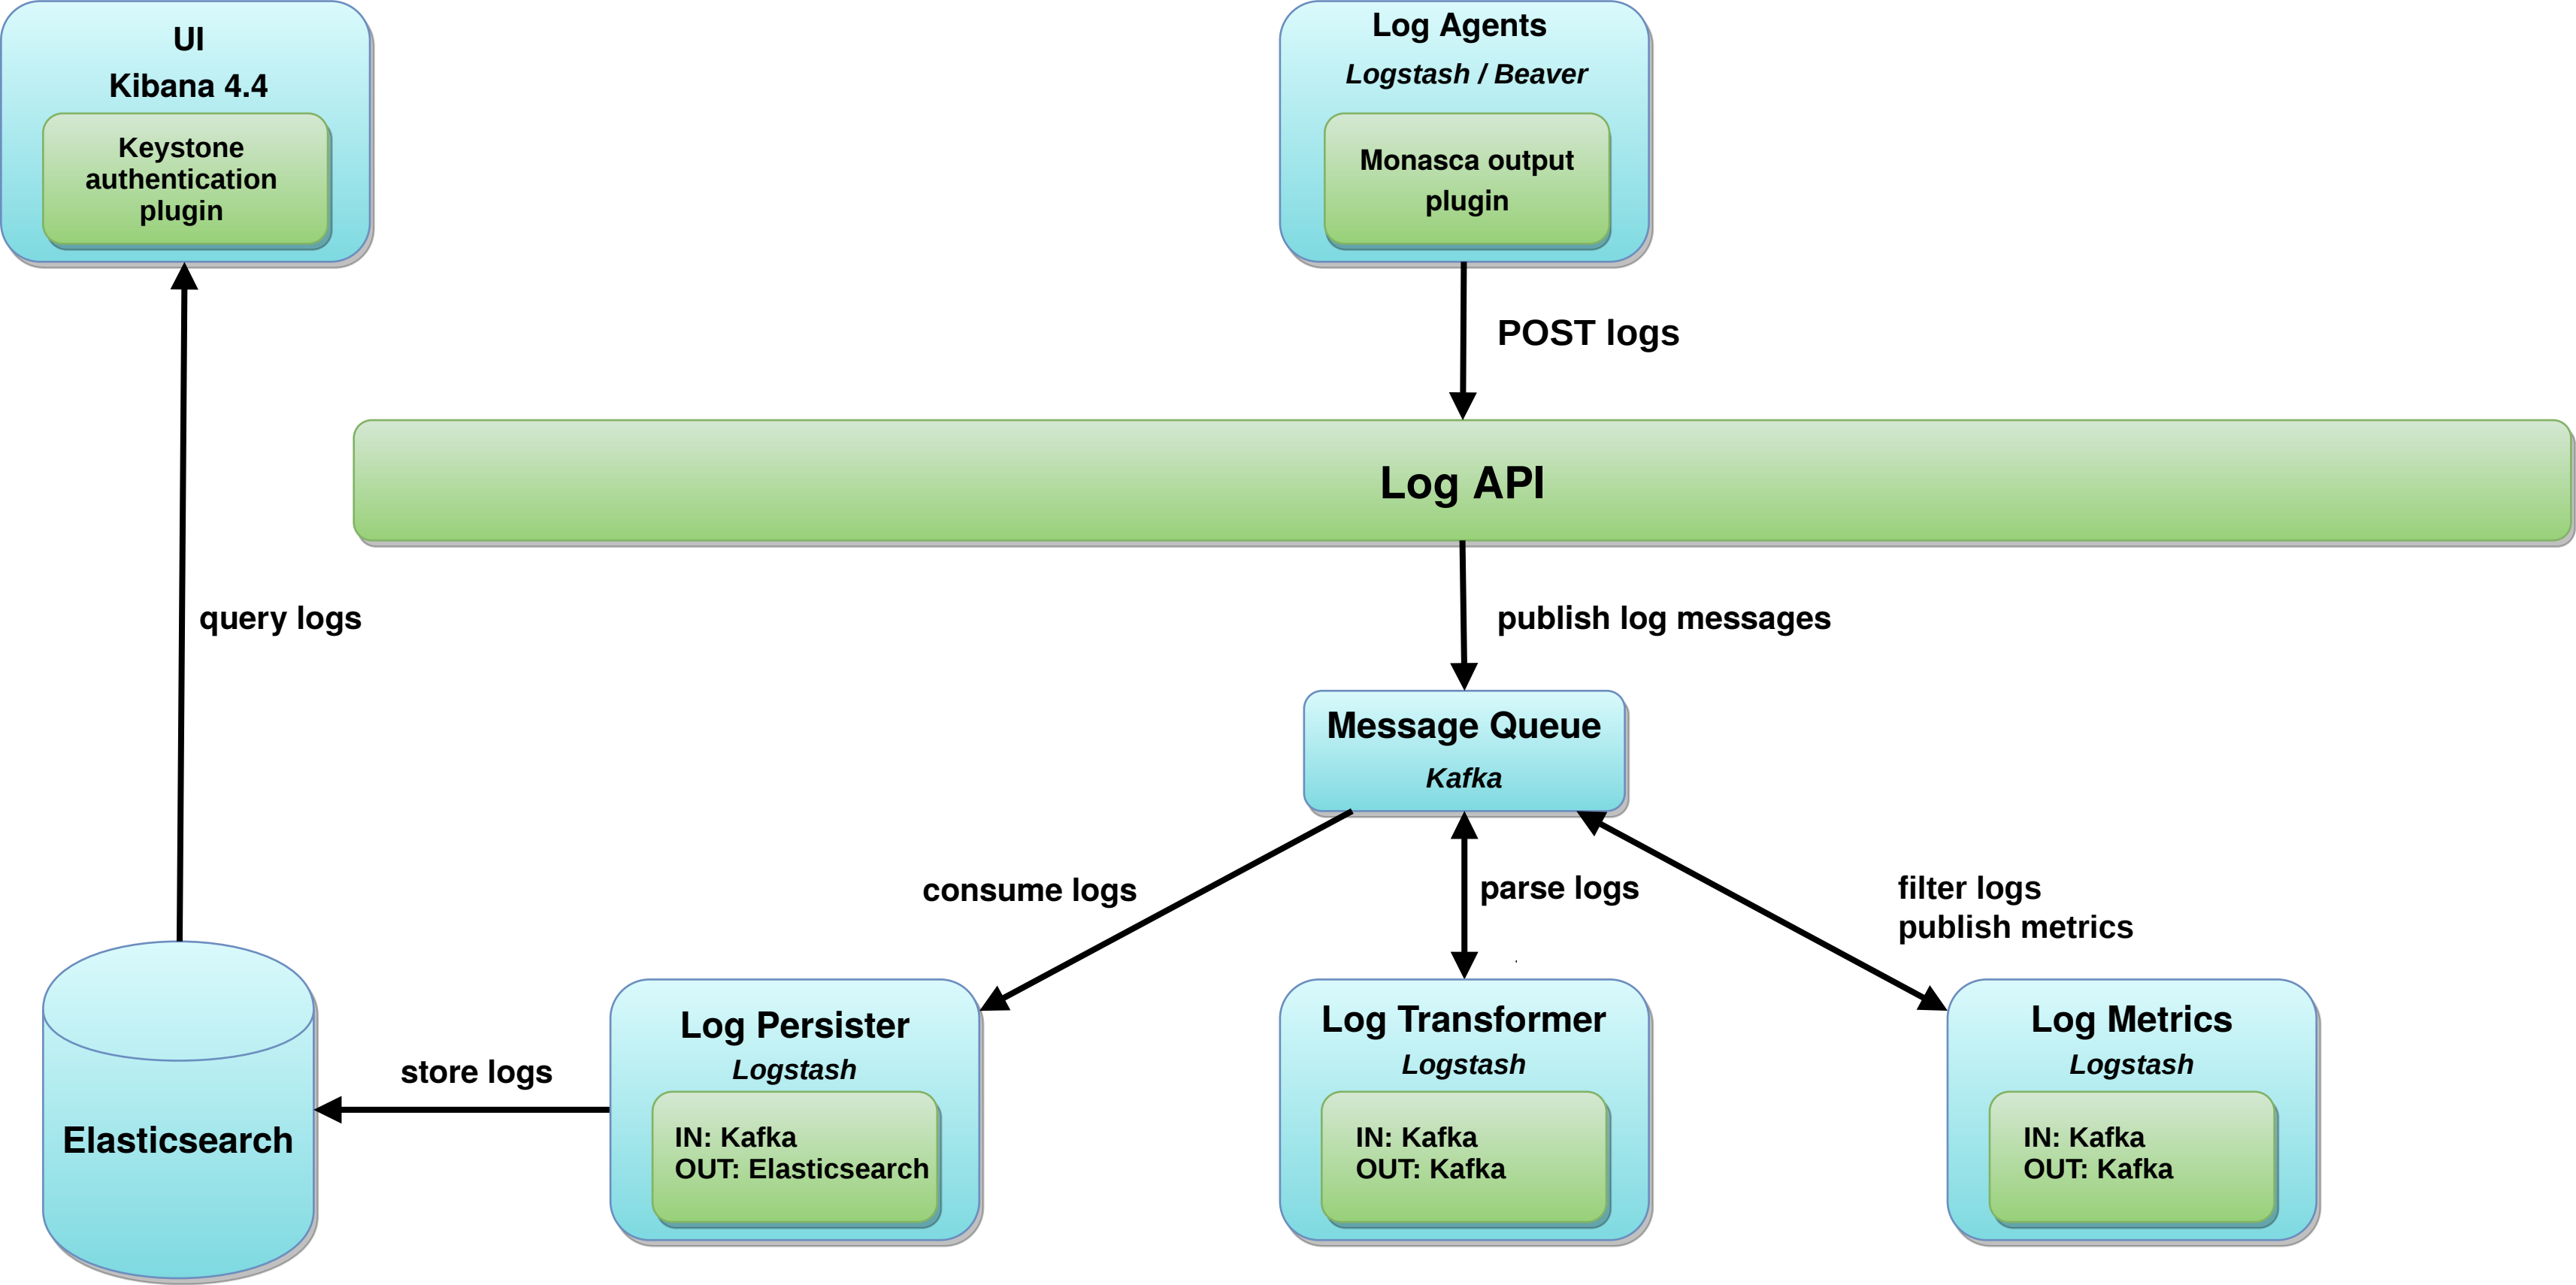 UI
Kibana 4.4
Keystone
authentication
plugin
Log Agents
Logstash / Beaver
Monasca output
plugin
POST logs
Log API
query logs
publish log messages
Message Queue
Kafka
consume logs
parse logs
filter logs
publish metrics
Elasticsearch
store logs
Log Persister
Logstash
IN: Kafka
OUT: Elasticsearch
Log Transformer
Logstash
IN: Kafka
OUT: Kafka
Log Metrics
Logstash
IN: Kafka
OUT: Kafka